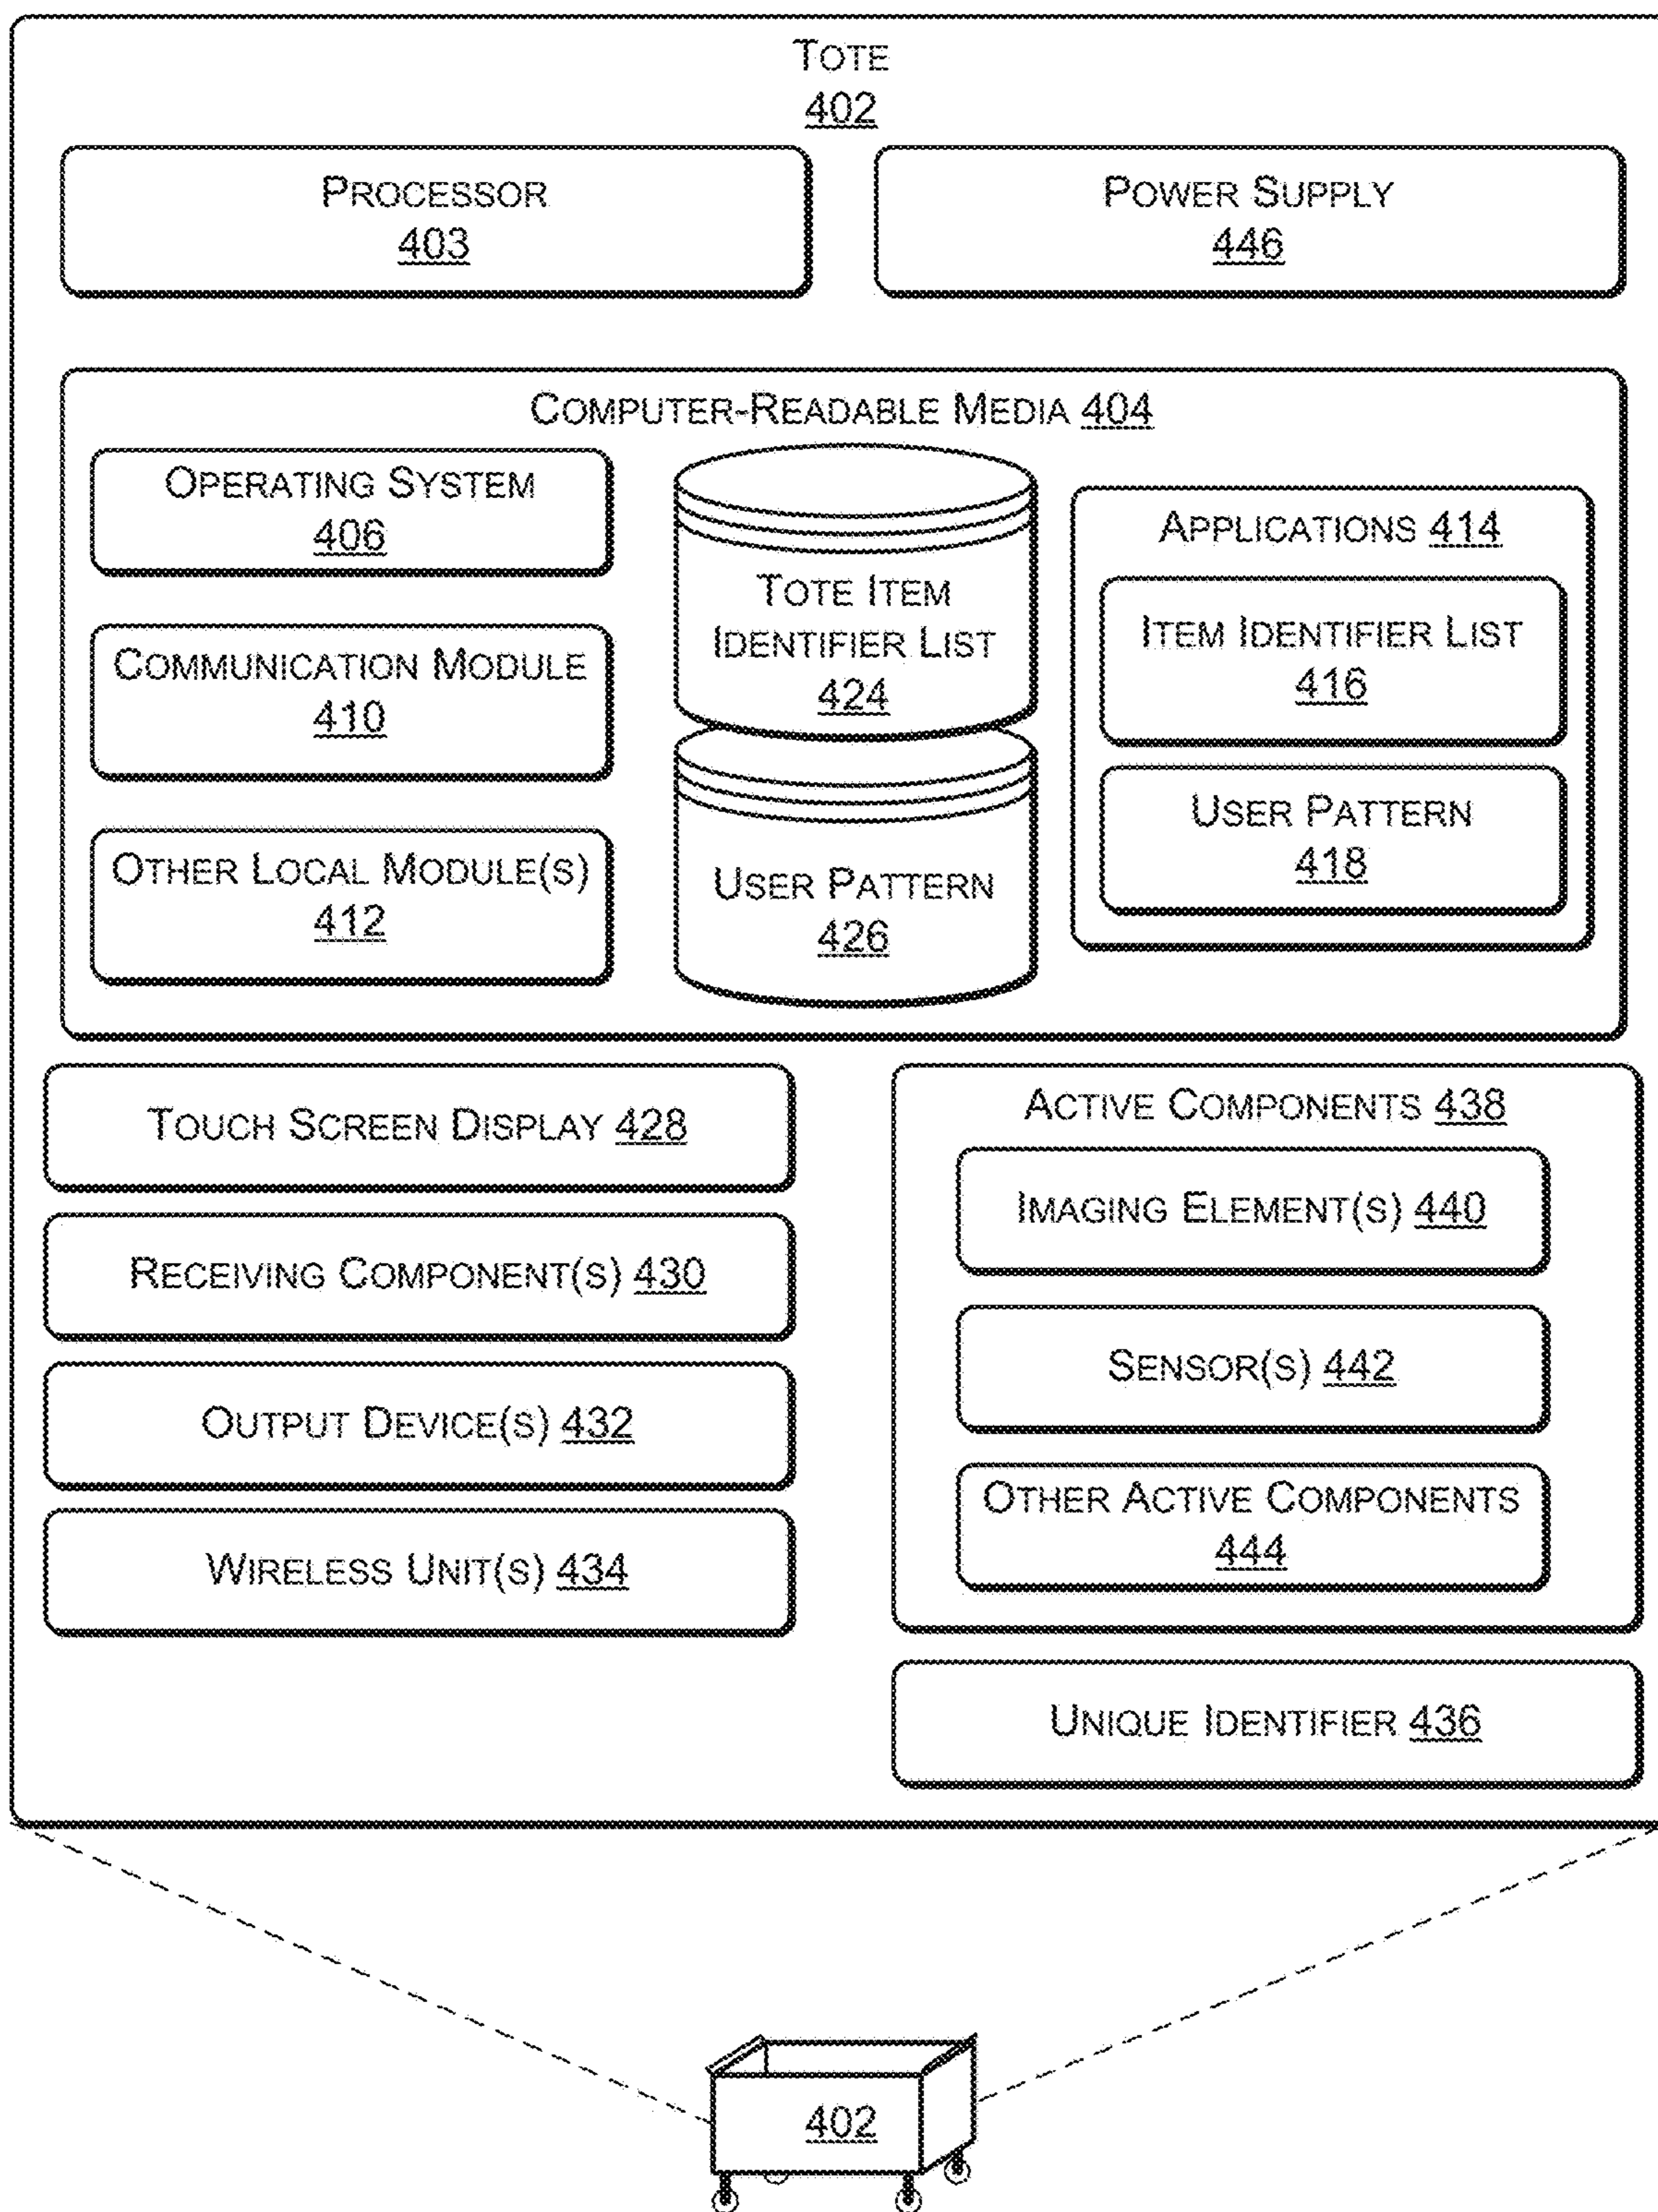 TOTE
402
PROCESSOR
403
POWER SUPPLY
446
COMPUTER-READABLE MEDIA 404
OPERATING SYSTEM
406
COMMUNICATION MODULE
410
OTHER LOCAL MODULE(S)
412
TOTE ITEM
IDENTIFIER LIST
424
USER PATTERN
426
APPLICATIONS 414
ITEM IDENTIFIER LIST
416
USER PATTERN
418
TOUCH SCREEN DISPLAY 428
RECEIVING COMPONENT(S) 430
OUTPUT DEVICE(S) 432
WIRELESS UNIT(S) 434
ACTIVE COMPONENTS 438
IMAGING ELEMENT(S) 440
SENSOR(S) 442
OTHER ACTIVE COMPONENTS
444
UNIQUE IDENTIFIER 436
402